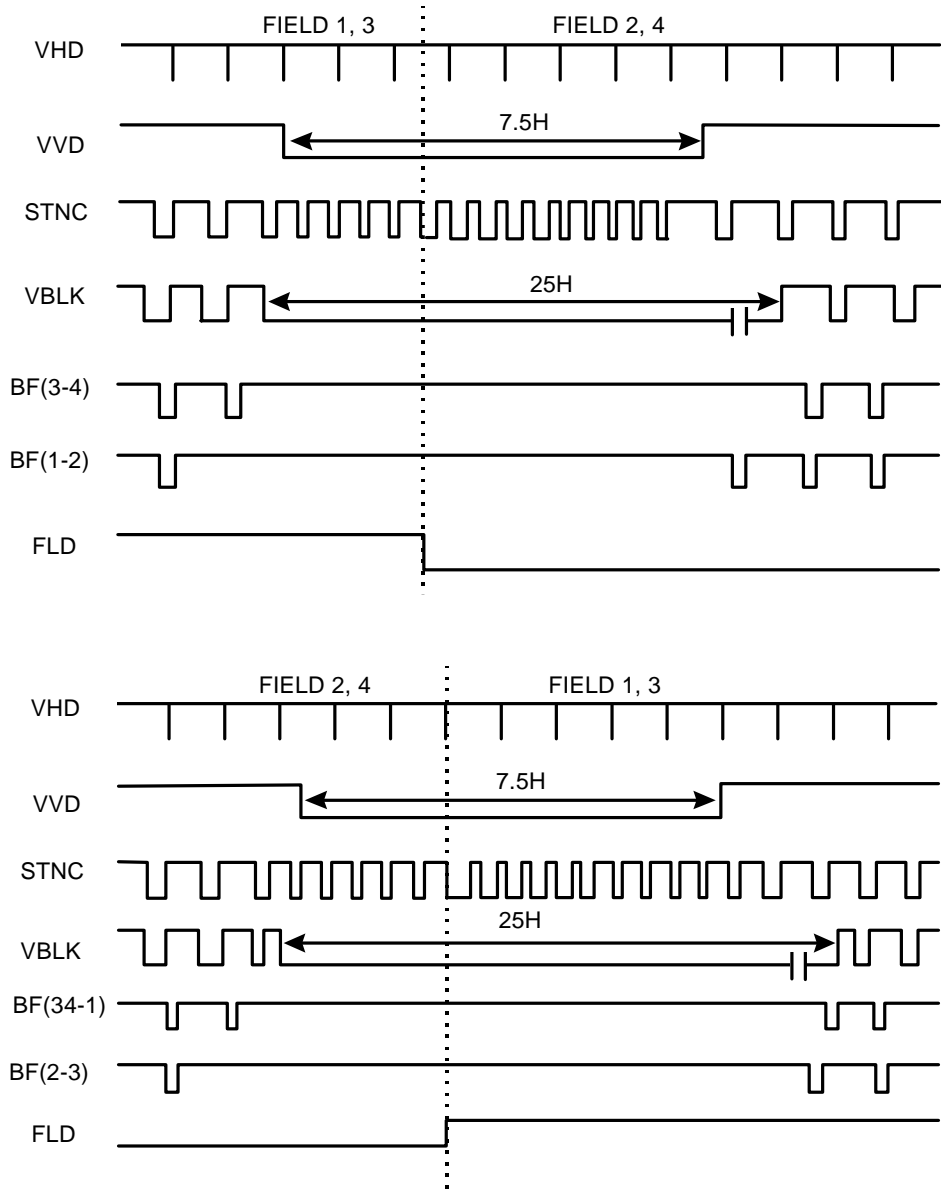 FIELD 1, 3 FIELD 2, 4
VHD
7.5H
VVD
STNC
25H
VBLK
BF(3-4)
BF(1-2)
FLD
FIELD 2, 4 FIELD 1, 3
VHD
7.5H
VVD
STNC
25H
VBLK
BF(34-1)
BF(2-3)
FLD